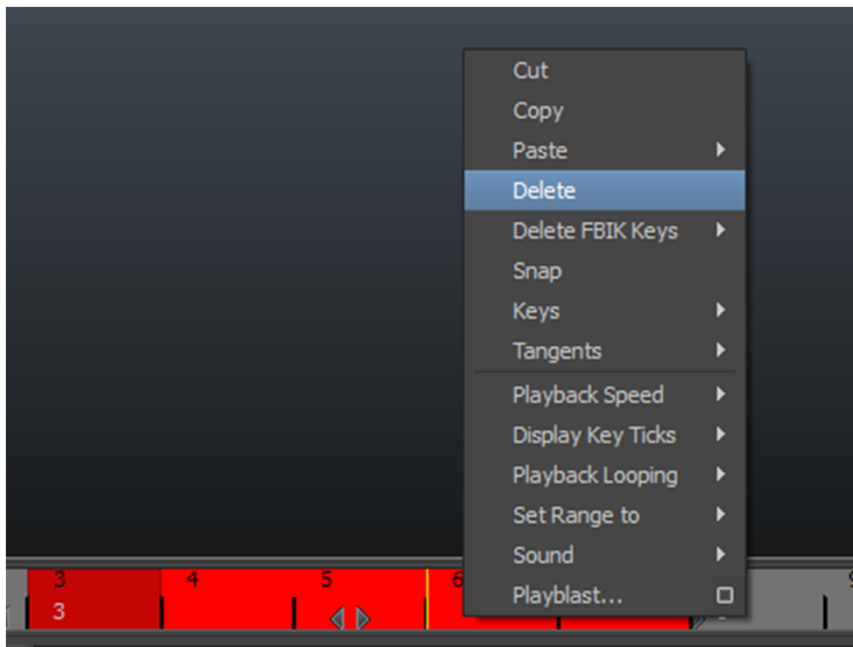 Cut
Copy
Paste
Delete
Delete FBIK Keys
Snap
Keys
Tangents
Playback Speed
Display Key Ticks
Playback Looping
Set Range to
Sound
Playblast...
3 4 5 6
3